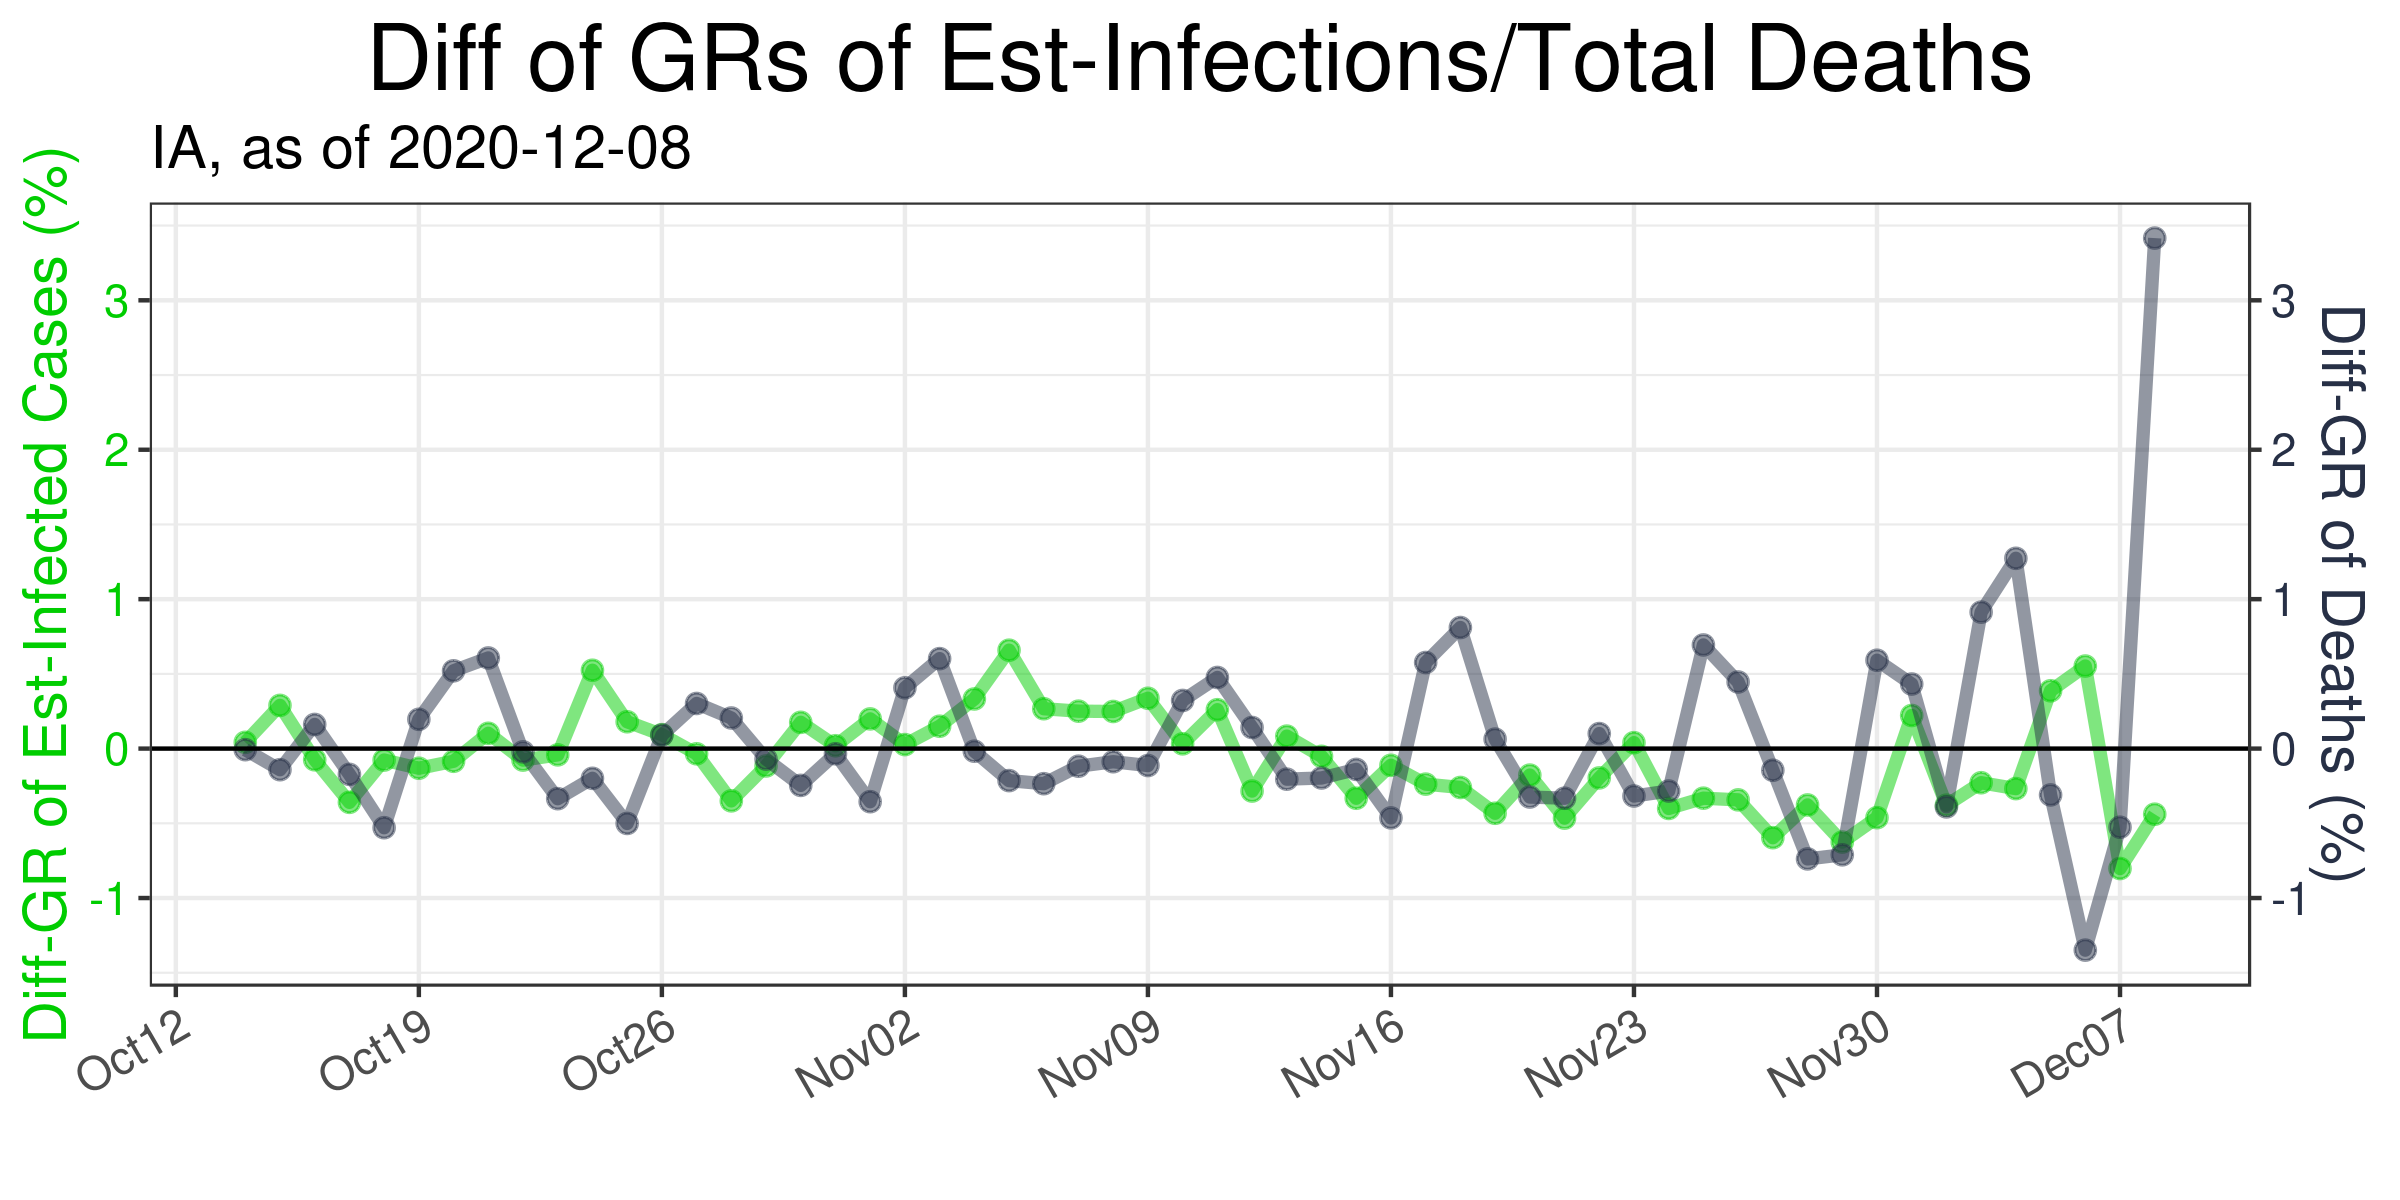 Diff of GRs of Est-Infections/Total Deaths
IA, as of 2020-12-08
Diff-GR of Est-Infected Cases (%)
3
2
1
0
-1
3
2
1
0
-1
Diff-GR of Deaths (%)
Oct12
Oct19
Oct26
Nov02
Nov09
Nov16
Nov23
Nov30
Dec07